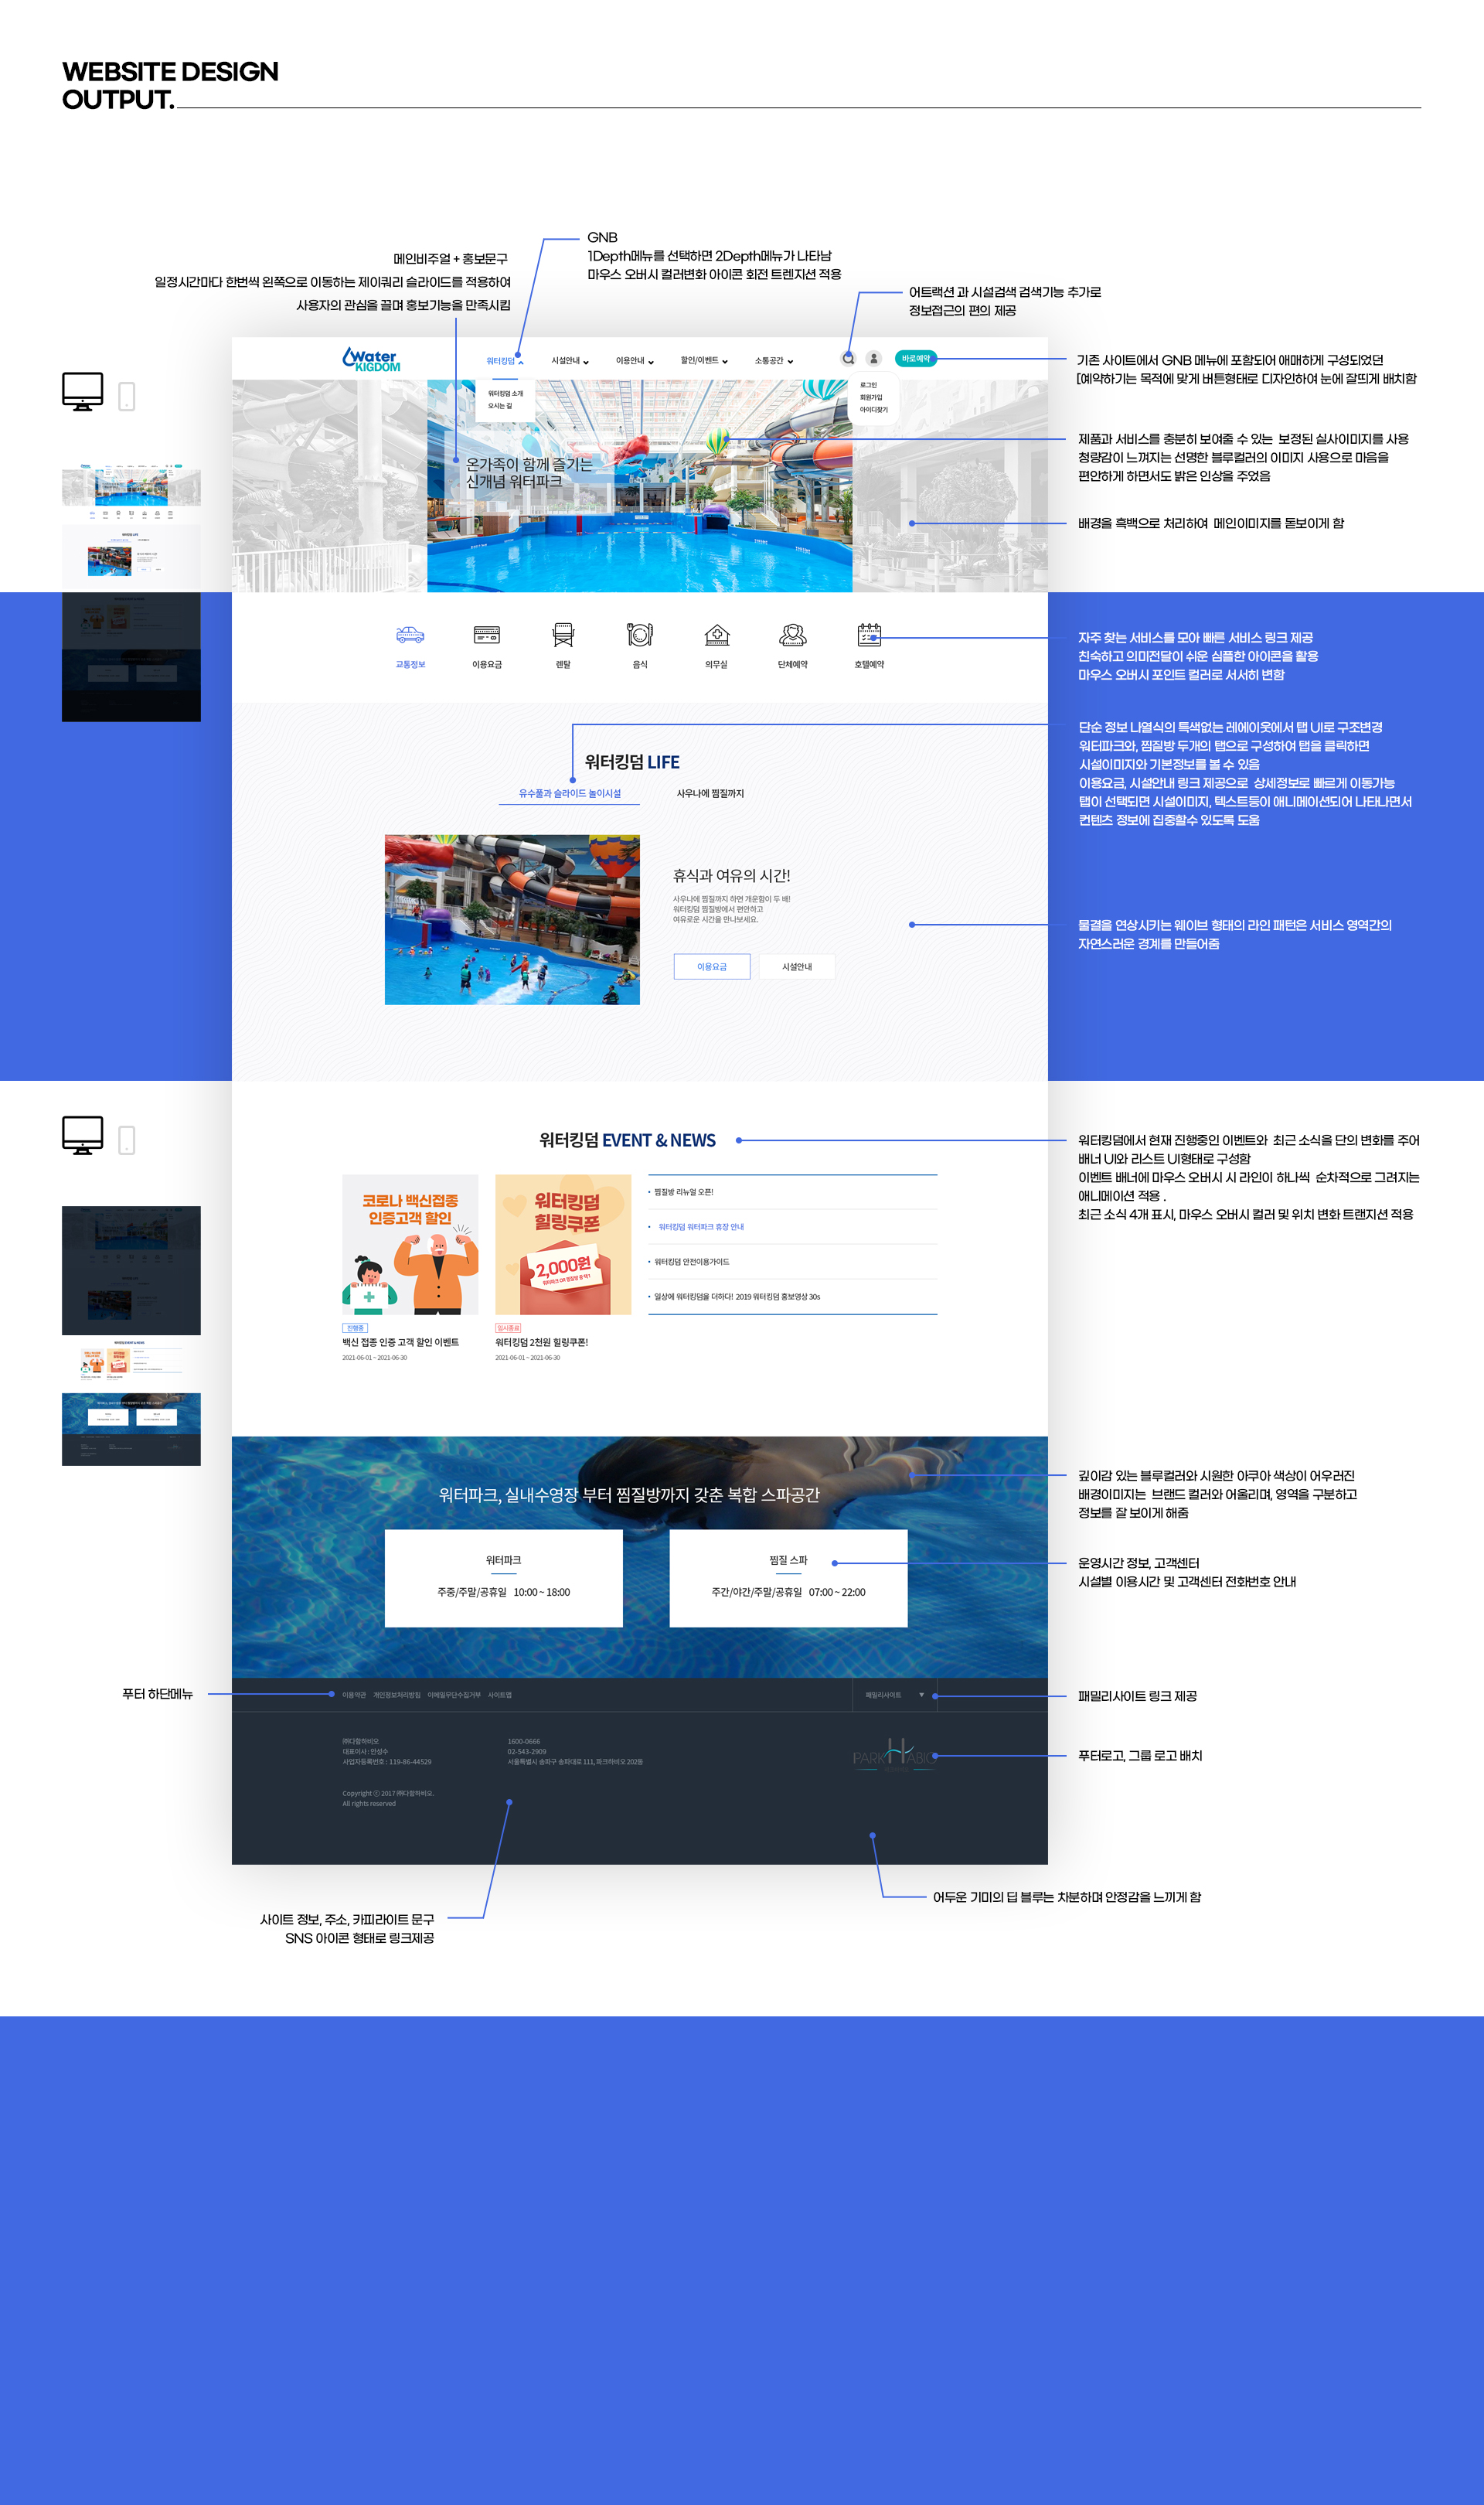 WEBSITE DESIGN
OUTPUT.
메인비주얼 + 홍보문구
일정시간마다 한번씩 왼쪽으로 이동하는 제이쿼리 슬라이드를 적용하여
사용자의 관심을 끌며 홍보기능을 만족시킴
GNB
1Depth메뉴를 선택하면 2Depth메뉴가 나타남
마우스 오버시 컬러변화 아이콘 회전 트렌지션 적용
어트랙션 과 시설검색 검색기능 추가로
정보접근의 편의 제공
Water
KIGDOM
워터킹덤
시설안내
이용안내
할인/이벤트
소통공간
바로예약
워터킹덤 소개
오시는 길
로그인
회원가입
아이디찾기
기존 사이트에서 GNB 메뉴에 포함되어 애매하게 구성되었던
[예약하기는 목적에 맞게 버튼형태로 디자인하여 눈에 잘띄게 배치함
온가족이 함께 즐기는
신개념 워터파크
제품과 서비스를 충분히 보여줄 수 있는 보정된 실사이미지를 사용
청량감이 느껴지는 선명한 블루컬러의 이미지 사용으로 마음을
편안하게 하면서도 밝은 인상을 주었음
배경을 흑백으로 처리하여 메인이미지를 돋보이게 함
교통정보
이용요금
렌탈
음식
의무실
단체예약
호텔예약
자주 찾는 서비스를 모아 빠른 서비스 링크 제공
친숙하고 의미전달이 쉬운 심플한 아이콘을 활용
마우스 오버시 포인트 컬러로 서서히 변함
단순 정보 나열식의 특색없는 레에이웃에서 탭 UI로 구조변경
워터파크와, 찜질방 두개의 탭으로 구성하여 탭을 클릭하면
시설이미지와 기본정보를 볼 수 있음
이용요금, 시설안내 링크 제공으로 상세정보로 빠르게 이동가능
탭이 선택되면 시설이미지, 텍스트등이 애니메이션되어 나타나면서
컨텐츠 정보에 집중할수 있도록 도움
워터킹덤 LIFE
유수풀과 슬라이드 놀이시설
사우나에 찜질까지
휴식과 여유의 시간!
사우나에 찜질까지 하면 개운함이 두 배!
워터킹덤 찜질방에서 편안하고
여유로운 시간을 만나보세요.
이용요금
시설안내
물결을 연상시키는 웨이브 형태의 라인 패턴은 서비스 영역간의
자연스러운 경계를 만들어줌
워터킹덤 EVENT & NEWS
코로나 백신접종
인증고객 할인
진행중
백신 접종 인증 고객 할인 이벤트
2021-06-01 ~ 2021-06-30
워터킹덤
힐링쿠폰
2,000원
워터파크 OR 찜질방 중 택1
임시종료
워터킹덤 2천원 힐링쿠폰!
2021-06-01 ~ 2021-06-30
• 찜질방 리뉴얼 오픈!
• 워터킹덤 워터파크 휴장 안내
• 워터킹덤 안전이용가이드
• 일상에 워터킹덤을 더하다! 2019 워터킹덤 홍보영상 30s
워터킹덤에서 현재 진행중인 이벤트와 최근 소식을 단의 변화를 주어
배너 UI와 리스트 UI형태로 구성함
이벤트 배너에 마우스 오버시 시 라인이 하나씩 순차적으로 그려지는
애니메이션 적용 .
최근 소식 4개 표시, 마우스 오버시 컬러 및 위치 변화 트랜지션 적용
워터파크, 실내수영장 부터 찜질방까지 갖춘 복합 스파공간
워터파크
주중/주말/공휴일 10:00 ~ 18:00
찜질 스파
주간/야간/주말/공휴일 07:00 ~ 22:00
깊이감 있는 블루컬러와 시원한 아쿠아 색상이 어우러진
배경이미지는 브랜드 컬러와 어울리며, 영역을 구분하고
정보를 잘 보이게 해줌
운영시간 정보, 고객센터
시설별 이용시간 및 고객센터 전화번호 안내
푸터 하단메뉴
이용약관 개인정보처리방침 이메일무단수집거부 사이트맵
패밀리사이트
패밀리사이트 링크 제공
㈜다함하비오
대표이사 : 안성수
사업자등록번호 : 119-86-44529
1600-0666
02-543-2909
서울특별시 송파구 송파대로 111, 파크하비오 202동
Copyright ⓒ 2017 ㈜다함하비오.
All rights reserved
PARK HABIO
푸터로고, 그룹 로고 배치
어두운 기미의 딥 블루는 차분하며 안정감을 느끼게 함
사이트 정보, 주소, 카피라이트 문구
SNS 아이콘 형태로 링크제공